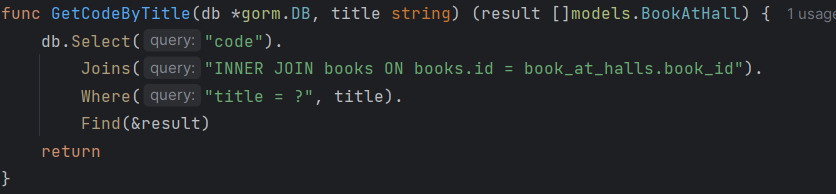 func GetCodeByTitle(db *gorm.DB, title string) (result []models.BookAtHall) { 1 usage
    db.Select( query: "code").
        Joins("INNER JOIN books ON books.id = book_at_halls.book_id").
        Where( query: "title = ?", title).
        Find(&result)
    return
}